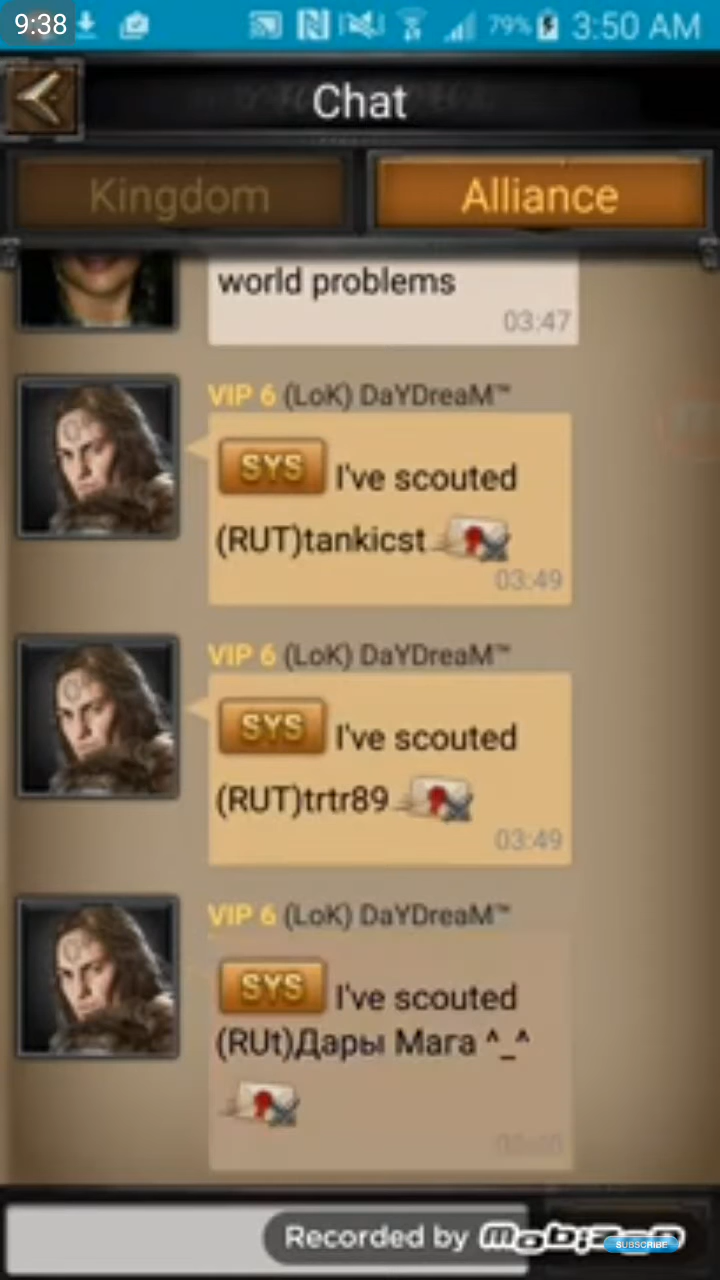 9:38
79% 3:50 AM
Chat
Kingdom Alliance
world problems
03:47
VIP 6 (LoK) DaYDreaM™
SYS I've scouted
(RUT)tankicst
03:49
VIP 6 (LoK) DaYDreaM™
SYS I've scouted
(RUT)trtr89
03:49
VIP 6 (LoK) DaYDreaM™
SYS I've scouted
(RUt)Дары Мага ^_^
Recorded by
SUBSCRIBE